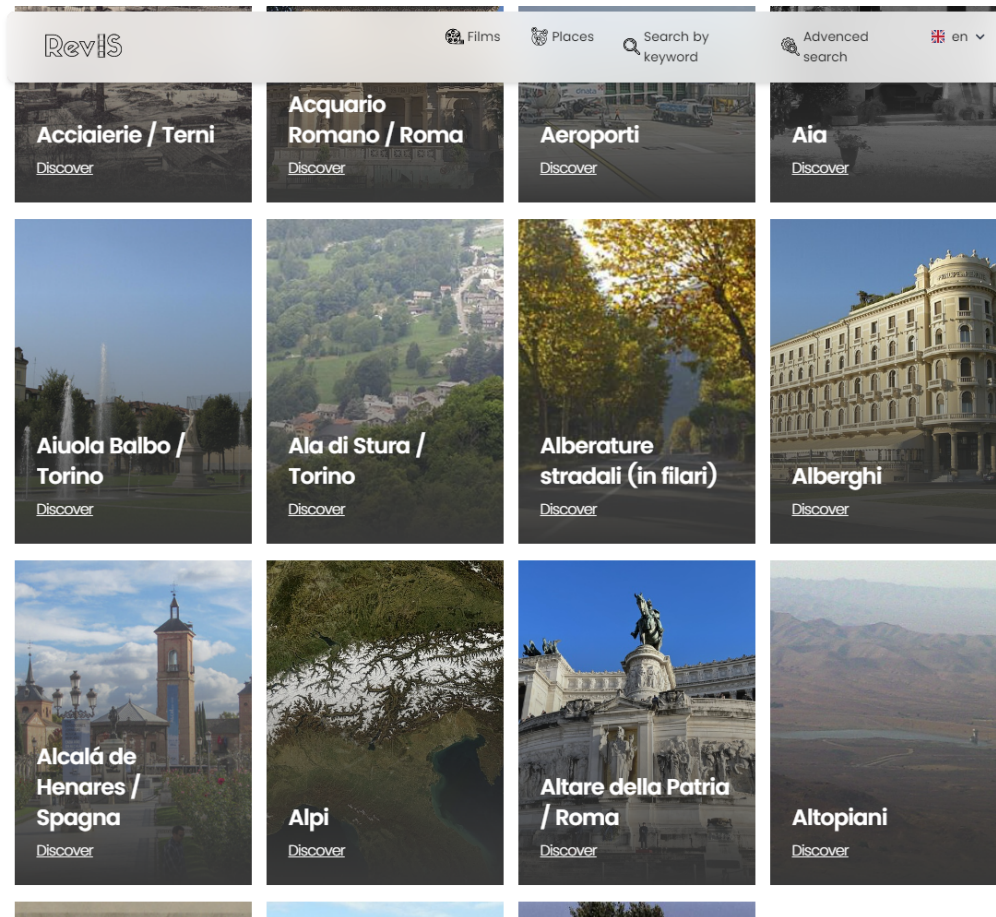 RevIIS
Films
Places
Search by
keyword
Advanced
search
en
Acciaierie / Terni
Discover
Acquario
Romano / Roma
Discover
Aeroporti
Discover
Aia
Discover
Aiuola Balbo /
Torino
Discover
Ala di Stura /
Torino
Discover
Alberature
stradali (in filari)
Discover
Alberghi
Discover
Alcalá de
Henares /
Spagna
Discover
Alpi
Discover
Altare della Patria
/ Roma
Discover
Altopiani
Discover